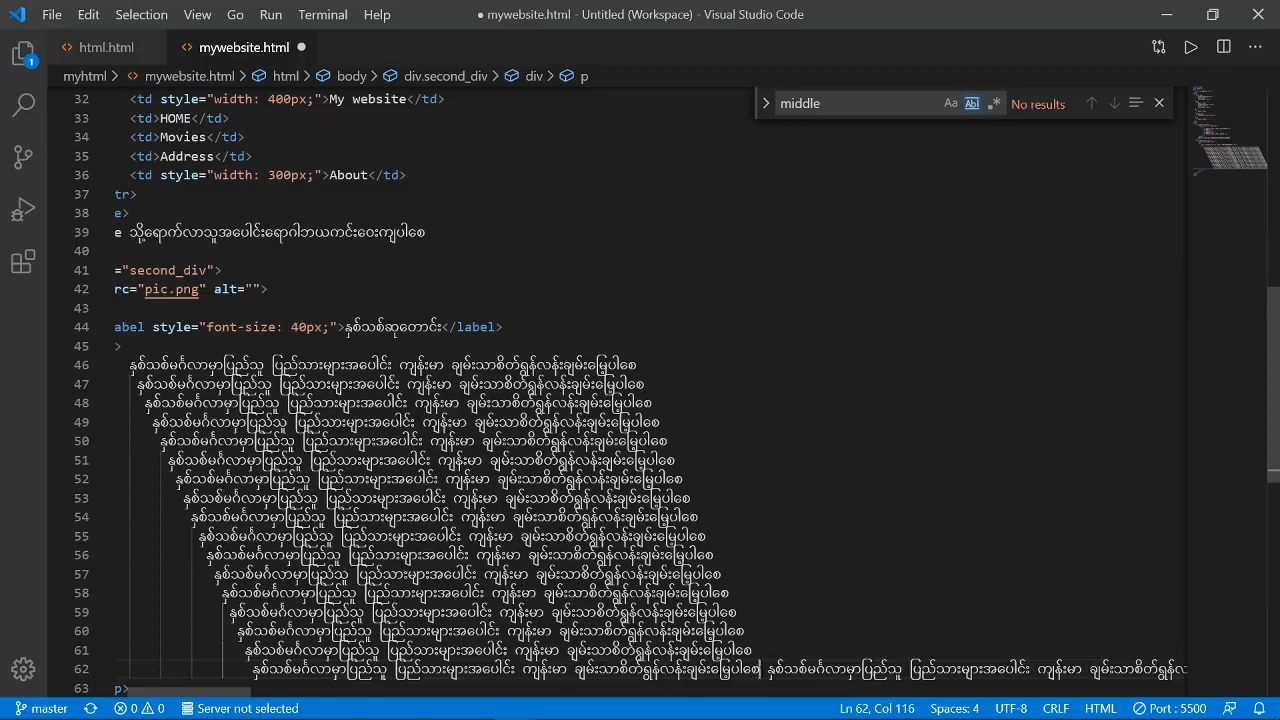 File Edit Selection View Go Run Terminal Help ● mywebsite.html - Untitled (Workspace) - Visual Studio Code
html.html mywebsite.html
myhtml > mywebsite.html > html > body > div.second_div > div > p
middle Aa Abl .* No results
1
32 <td style="width: 400px;">My website</td>
33 <td>HOME</td>
34 <td>Movies</td>
35 <td>Address</td>
36 <td style="width: 300px;">About</td>
37 tr>
38 e>
39 e သို့ရောက်လာသူအပေါင်းရောဂါဘယကင်းဝေးကျပါစေ
40
41 ="second_div">
42 rc="pic.png" alt="">
43
44 abel style="font-size: 40px;">နှစ်သစ်ဆုတောင်း</label>
45 >
46 နှစ်သစ်မင်္ဂလာမှာပြည်သူ ပြည်သားများအပေါင်း ကျန်းမာ ချမ်းသာစိတ်ရွှန်လန်းချမ်းမြေ့ပါစေ
47 နှစ်သစ်မင်္ဂလာမှာပြည်သူ ပြည်သားများအပေါင်း ကျန်းမာ ချမ်းသာစိတ်ရွှန်လန်းချမ်းမြေ့ပါစေ
48 နှစ်သစ်မင်္ဂလာမှာပြည်သူ ပြည်သားများအပေါင်း ကျန်းမာ ချမ်းသာစိတ်ရွှန်လန်းချမ်းမြေ့ပါစေ
49 နှစ်သစ်မင်္ဂလာမှာပြည်သူ ပြည်သားများအပေါင်း ကျန်းမာ ချမ်းသာစိတ်ရွှန်လန်းချမ်းမြေ့ပါစေ
50 နှစ်သစ်မင်္ဂလာမှာပြည်သူ ပြည်သားများအပေါင်း ကျန်းမာ ချမ်းသာစိတ်ရွှန်လန်းချမ်းမြေ့ပါစေ
51 နှစ်သစ်မင်္ဂလာမှာပြည်သူ ပြည်သားများအပေါင်း ကျန်းမာ ချမ်းသာစိတ်ရွှန်လန်းချမ်းမြေ့ပါစေ
52 နှစ်သစ်မင်္ဂလာမှာပြည်သူ ပြည်သားများအပေါင်း ကျန်းမာ ချမ်းသာစိတ်ရွှန်လန်းချမ်းမြေ့ပါစေ
53 နှစ်သစ်မင်္ဂလာမှာပြည်သူ ပြည်သားများအပေါင်း ကျန်းမာ ချမ်းသာစိတ်ရွှန်လန်းချမ်းမြေ့ပါစေ
54 နှစ်သစ်မင်္ဂလာမှာပြည်သူ ပြည်သားများအပေါင်း ကျန်းမာ ချမ်းသာစိတ်ရွှန်လန်းချမ်းမြေ့ပါစေ
55 နှစ်သစ်မင်္ဂလာမှာပြည်သူ ပြည်သားများအပေါင်း ကျန်းမာ ချမ်းသာစိတ်ရွှန်လန်းချမ်းမြေ့ပါစေ
56 နှစ်သစ်မင်္ဂလာမှာပြည်သူ ပြည်သားများအပေါင်း ကျန်းမာ ချမ်းသာစိတ်ရွှန်လန်းချမ်းမြေ့ပါစေ
57 နှစ်သစ်မင်္ဂလာမှာပြည်သူ ပြည်သားများအပေါင်း ကျန်းမာ ချမ်းသာစိတ်ရွှန်လန်းချမ်းမြေ့ပါစေ
58 နှစ်သစ်မင်္ဂလာမှာပြည်သူ ပြည်သားများအပေါင်း ကျန်းမာ ချမ်းသာစိတ်ရွှန်လန်းချမ်းမြေ့ပါစေ
59 နှစ်သစ်မင်္ဂလာမှာပြည်သူ ပြည်သားများအပေါင်း ကျန်းမာ ချမ်းသာစိတ်ရွှန်လန်းချမ်းမြေ့ပါစေ
60 နှစ်သစ်မင်္ဂလာမှာပြည်သူ ပြည်သားများအပေါင်း ကျန်းမာ ချမ်းသာစိတ်ရွှန်လန်းချမ်းမြေ့ပါစေ
61 နှစ်သစ်မင်္ဂလာမှာပြည်သူ ပြည်သားများအပေါင်း ကျန်းမာ ချမ်းသာစိတ်ရွှန်လန်းချမ်းမြေ့ပါစေ
62 နှစ်သစ်မင်္ဂလာမှာပြည်သူ ပြည်သားများအပေါင်း ကျန်းမာ ချမ်းသာစိတ်ရွှန်လန်းချမ်းမြေ့ပါစေ နှစ်သစ်မင်္ဂလာမှာပြည်သူ ပြည်သားများအပေါင်း ကျန်းမာ ချမ်းသာစိတ်ရွှန်လ
63 p>
master 0 0 Server not selected Ln 62, Col 116 Spaces: 4 UTF-8 CRLF HTML Port : 5500